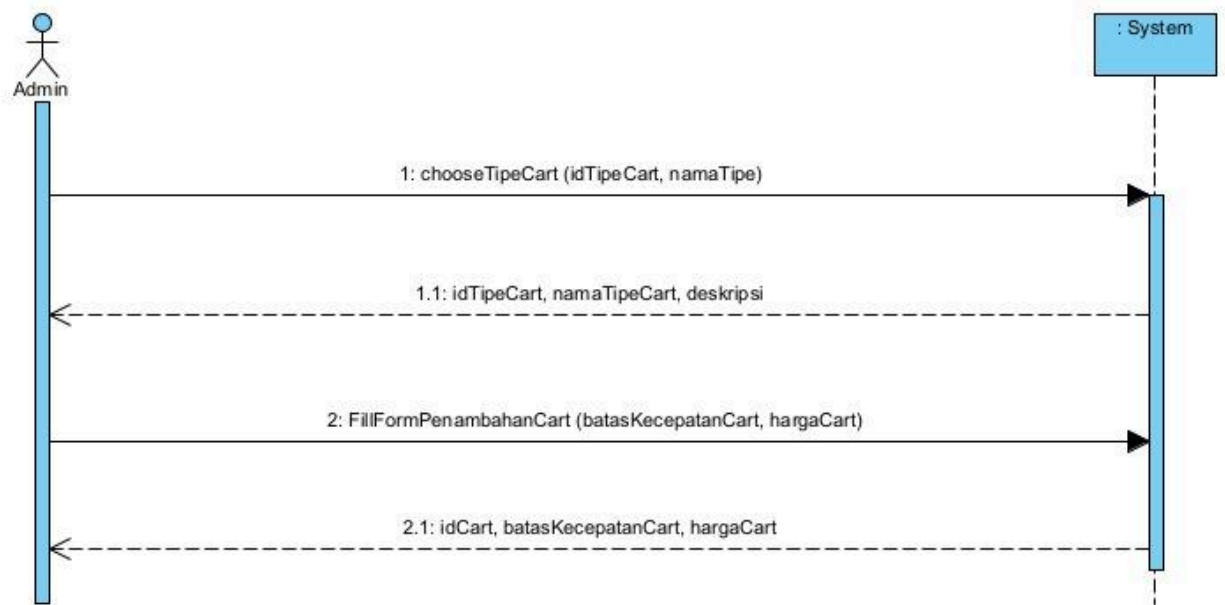 Admin
: System
1: chooseTipeCart (idTipeCart, namaTipe)
1.1: idTipeCart, namaTipeCart, deskripsi
2: FillFormPenambahanCart (batasKecepatanCart, hargaCart)
2.1: idCart, batasKecepatanCart, hargaCart